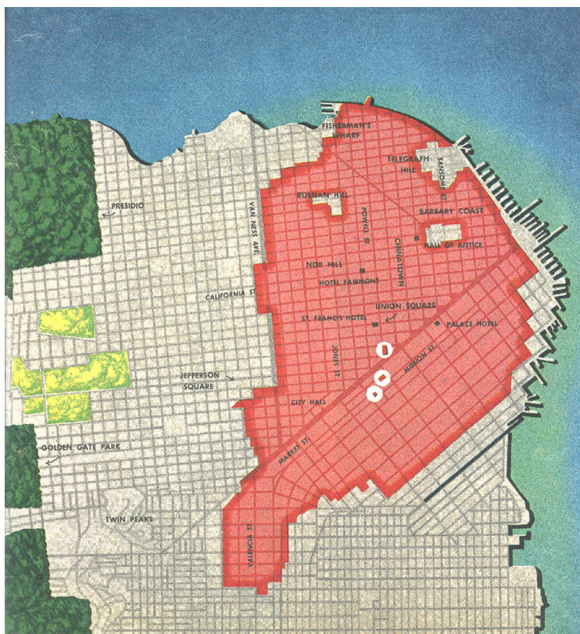 FISHERMAN'S
WHARF
TELEGRAPH
HILL
SANSOME ST.
PRESIDIO
RUSSIAN HILL
VAN NESS AVE.
POWELL ST.
BARBARY COAST
CHINATOWN
HALL OF JUSTICE
NOB HILL
HOTEL FAIRMONT
CALIFORNIA ST.
UNION SQUARE
ST. FRANCIS HOTEL
PALACE HOTEL
JONES ST.
MISSION ST.
JEFFERSON
SQUARE
CITY HALL
MARKET ST.
GOLDEN GATE PARK
TWIN PEAKS
VALENCIA ST.